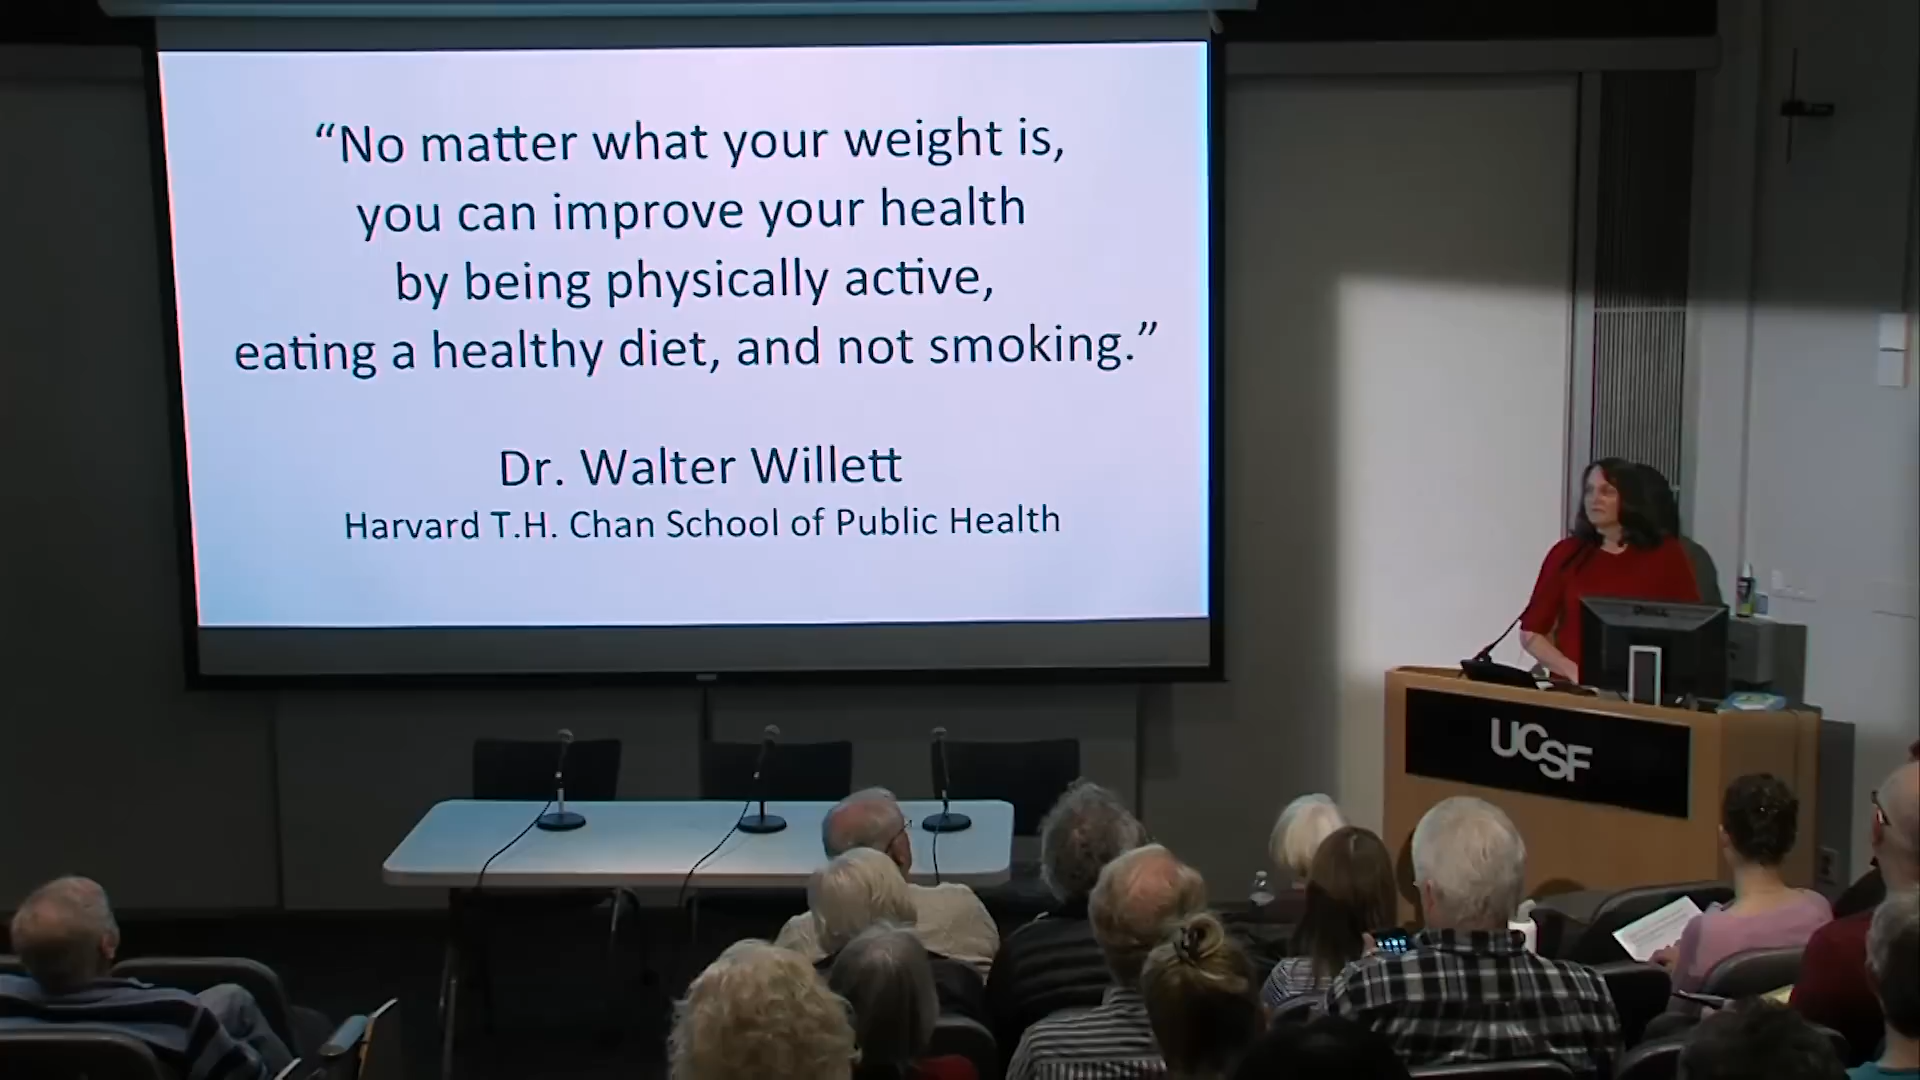 “No matter what your weight is,
you can improve your health
by being physically active,
eating a healthy diet, and not smoking.”
Dr. Walter Willett
Harvard T.H. Chan School of Public Health
DELL
UCSF